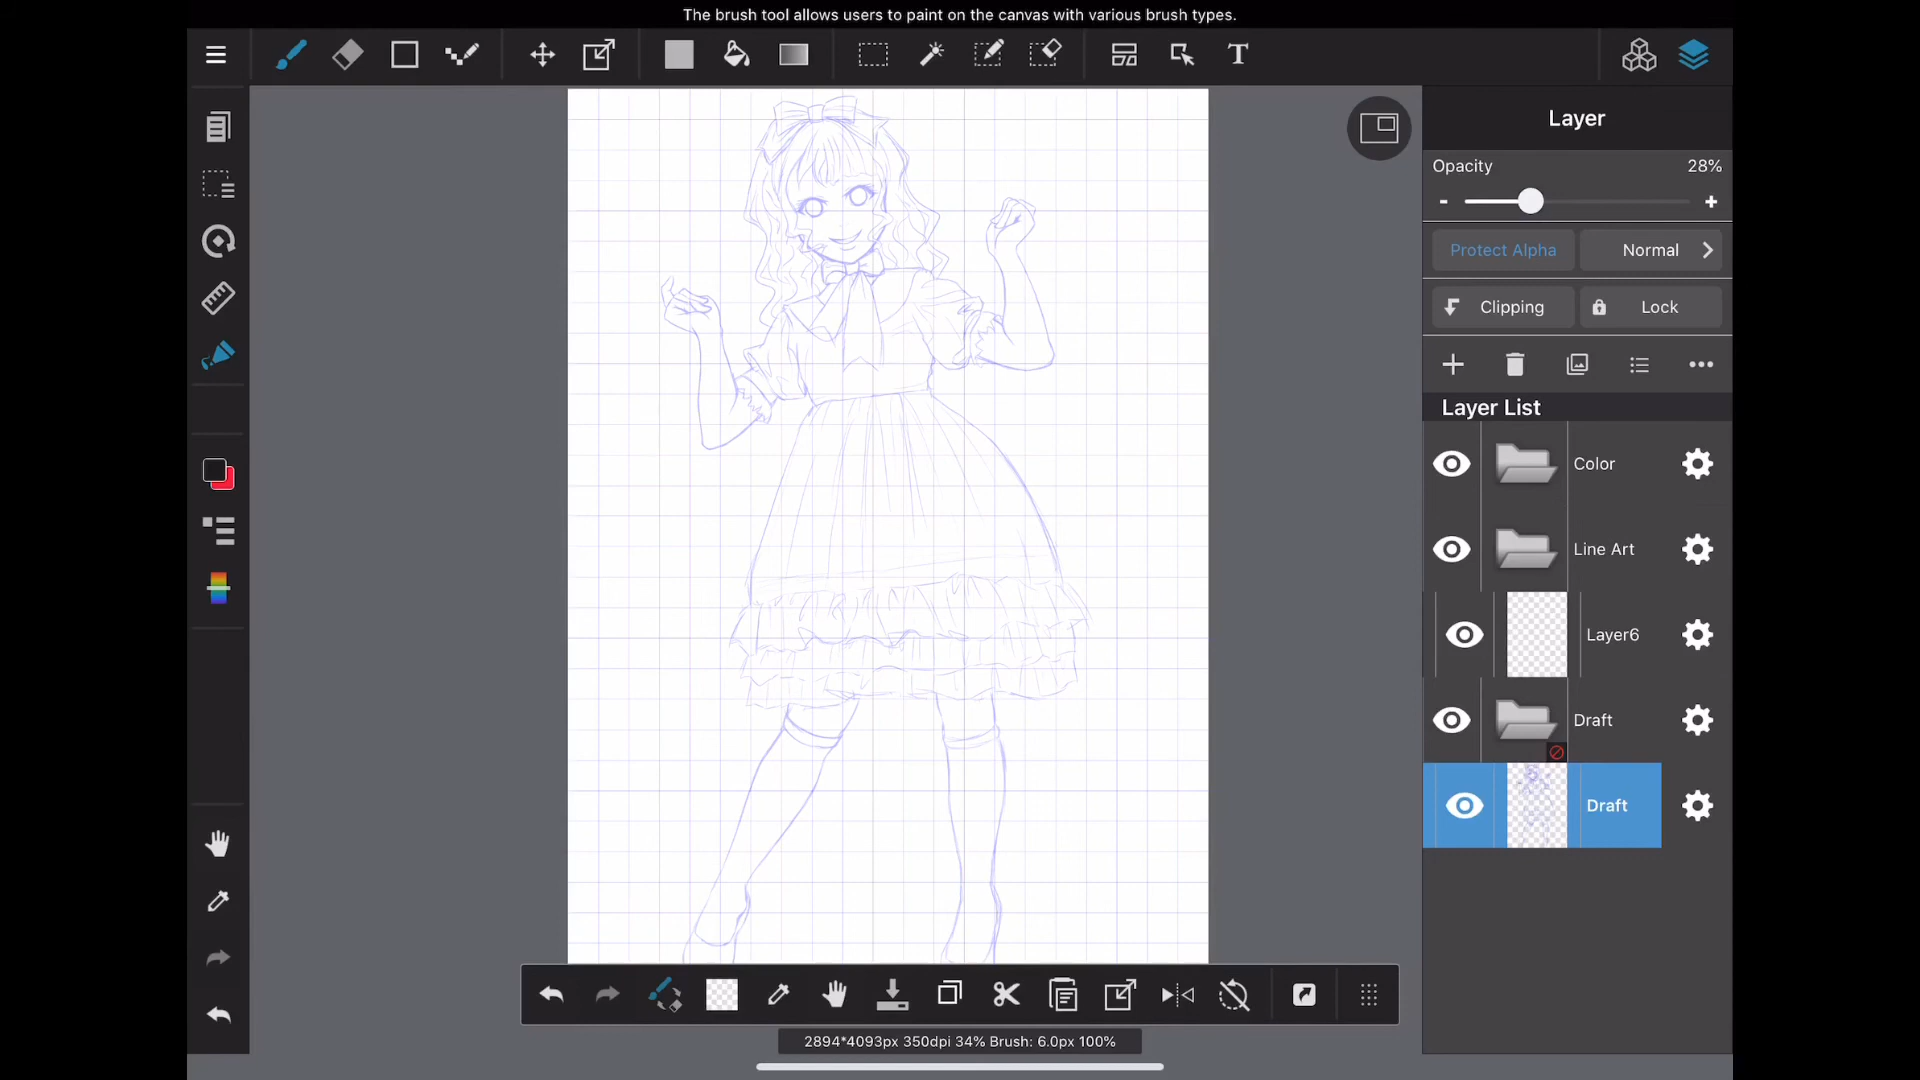 The brush tool allows users to paint on the canvas with various brush types.
T
Layer
Opacity 28%
- +
Protect Alpha Normal
Clipping Lock
Layer List
Color
Line Art
Layer6
Draft
Draft
2894*4093px 350dpi 34% Brush: 6.0px 100%